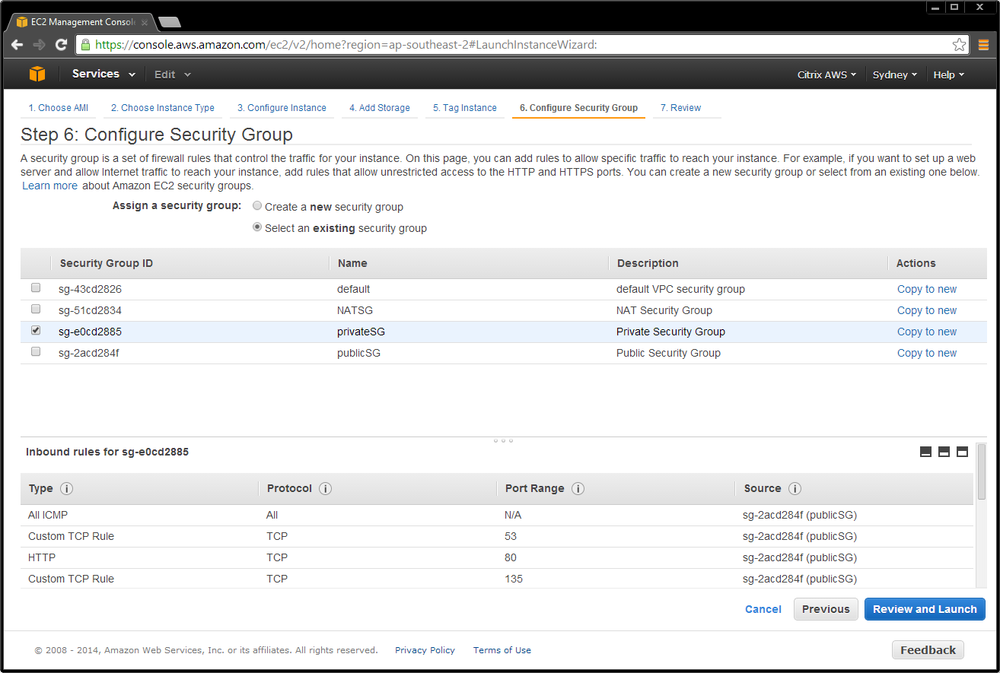 EC2 Management Consol
https://console.aws.amazon.com/ec2/v2/home?region=ap-southeast-2#LaunchInstanceWizard:
Services Edit Citrix AWS Sydney Help
1. Choose AMI 2. Choose Instance Type 3. Configure Instance 4. Add Storage 5. Tag Instance 6. Configure Security Group 7. Review
Step 6: Configure Security Group
A security group is a set of firewall rules that control the traffic for your instance. On this page, you can add rules to allow specific traffic to reach your instance. For example, if you want to set up a web
server and allow Internet traffic to reach your instance, add rules that allow unrestricted access to the HTTP and HTTPS ports. You can create a new security group or select from an existing one below.
Learn more about Amazon EC2 security groups.
Assign a security group: Create a new security group
Select an existing security group
Security Group ID Name Description Actions
sg-43cd2826 default default VPC security group Copy to new
sg-51cd2834 NATSG NAT Security Group Copy to new
sg-e0cd2885 privateSG Private Security Group Copy to new
sg-2acd284f publicSG Public Security Group Copy to new
Inbound rules for sg-e0cd2885
Type Protocol Port Range Source
All ICMP All N/A sg-2acd284f (publicSG)
Custom TCP Rule TCP 53 sg-2acd284f (publicSG)
HTTP TCP 80 sg-2acd284f (publicSG)
Custom TCP Rule TCP 135 sg-2acd284f (publicSG)
Cancel Previous Review and Launch
© 2008 - 2014, Amazon Web Services, Inc. or its affiliates. All rights reserved. Privacy Policy Terms of Use Feedback